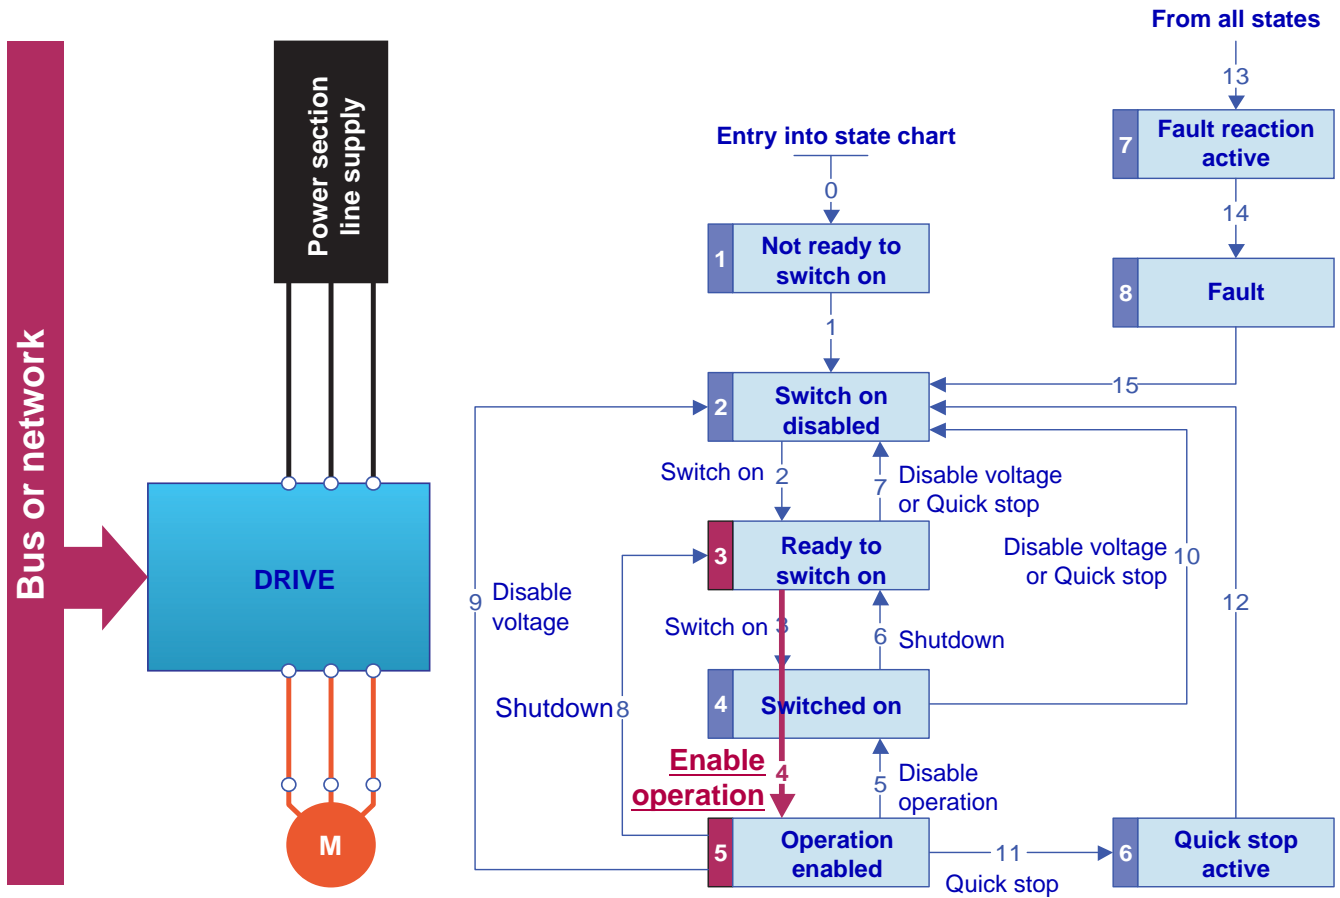 Bus or network
Power section
line supply
DRIVE
M
From all states
13
7
Fault reaction
active
14
8
Fault
15
Entry into state chart
0
1
Not ready to
switch on
1
2
Switch on
disabled
Switch on
2
7
Disable voltage
or Quick stop
3
Ready to
switch on
Disable voltage
or Quick stop
10
9
Disable
voltage
12
Switch on
3
6
Shutdown
4
Switched on
Shutdown
8
Enable
operation
4
5
Disable
operation
5
Operation
enabled
11
Quick stop
6
Quick stop
active